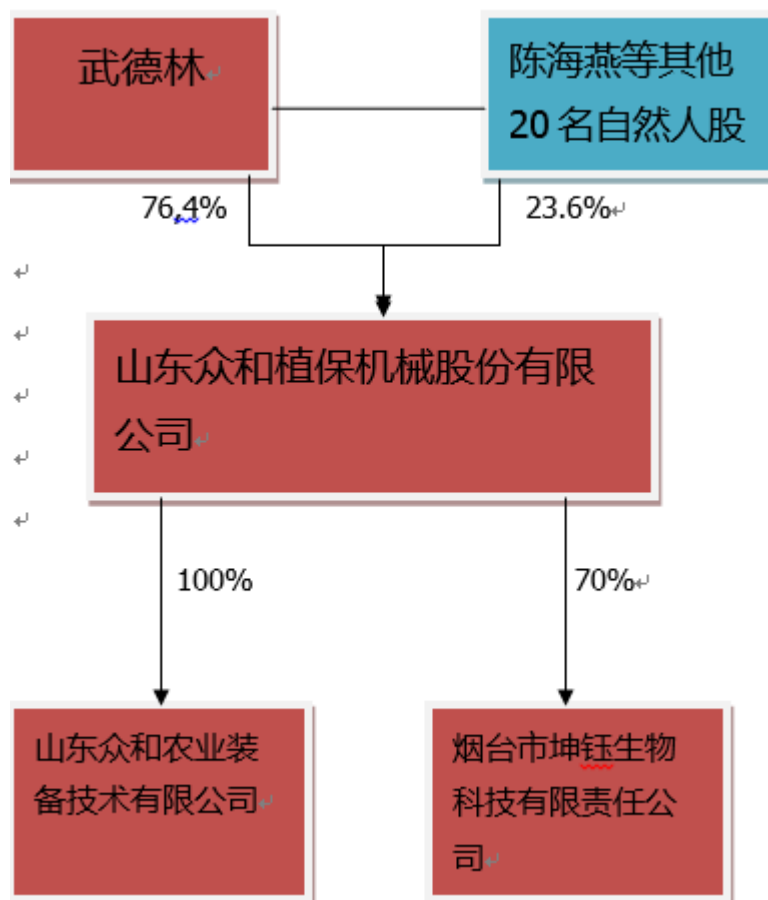 武德林
陈海燕等其他
20 名自然人股
76,4%
23.6%
山东众和植保机械股份有限
公司
100%
70%
山东众和农业装
备技术有限公司
烟台市坤钰生物
科技有限责任公
司